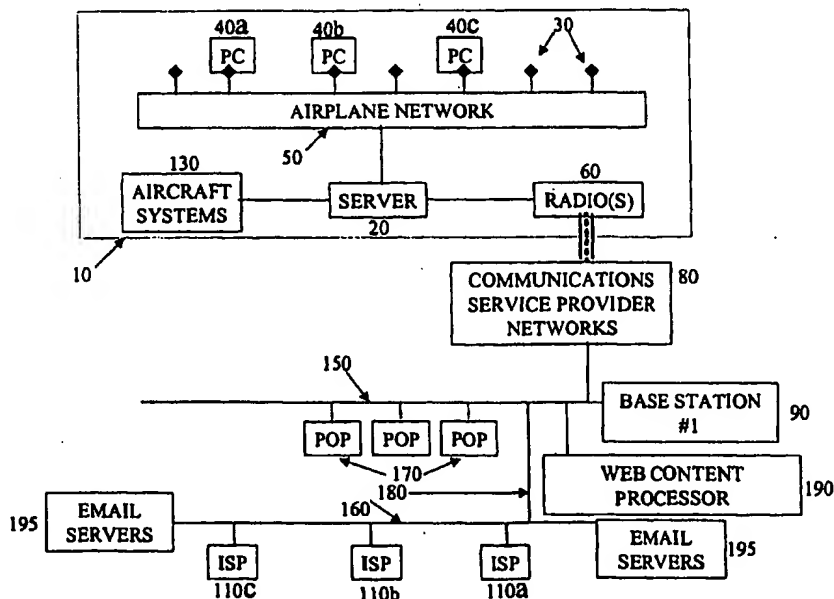 40a
40b
40c
30
PC
PC
PC
AIRPLANE NETWORK
50
130
60
AIRCRAFT
SYSTEMS
SERVER
RADIO(S)
20
10
COMMUNICATIONS
SERVICE PROVIDER
NETWORKS
80
150
BASE STATION
#1
90
POP
POP
POP
170
180
WEB CONTENT
PROCESSOR
190
160
195
EMAIL
SERVERS
EMAIL
SERVERS
195
ISP
ISP
ISP
110c
110b
110a